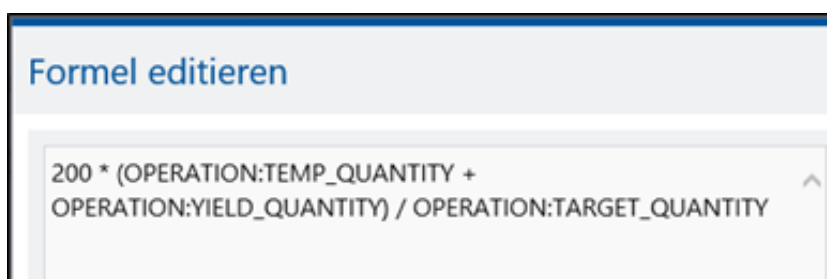 Formel editieren
200 * (OPERATION:TEMP_QUANTITY +
OPERATION:YIELD_QUANTITY) / OPERATION:TARGET_QUANTITY